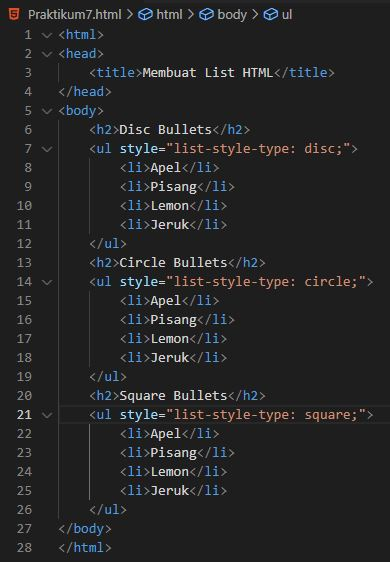 Praktikum7.html > html > body > ul
1 <html>
2 <head>
3 <title>Membuat List HTML</title>
4 </head>
5 <body>
6 <h2>Disc Bullets</h2>
7 <ul style="list-style-type: disc;">
8 <li>Apel</li>
9 <li>Pisang</li>
10 <li>Lemon</li>
11 <li>Jeruk</li>
12 </ul>
13 <h2>Circle Bullets</h2>
14 <ul style="list-style-type: circle;">
15 <li>Apel</li>
16 <li>Pisang</li>
17 <li>Lemon</li>
18 <li>Jeruk</li>
19 </ul>
20 <h2>Square Bullets</h2>
21 <ul style="list-style-type: square;">
22 <li>Apel</li>
23 <li>Pisang</li>
24 <li>Lemon</li>
25 <li>Jeruk</li>
26 </ul>
27 </body>
28 </html>